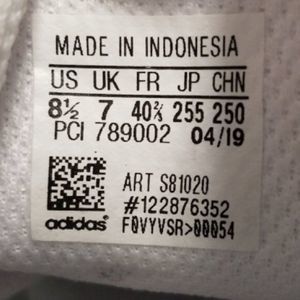 MADE IN INDONESIA
US UK FR JP CHN
8½ 7 40⅔ 255 250
PCI 789002 04/19
ART S81020
#122876352
adidas F0VYVSR>00054